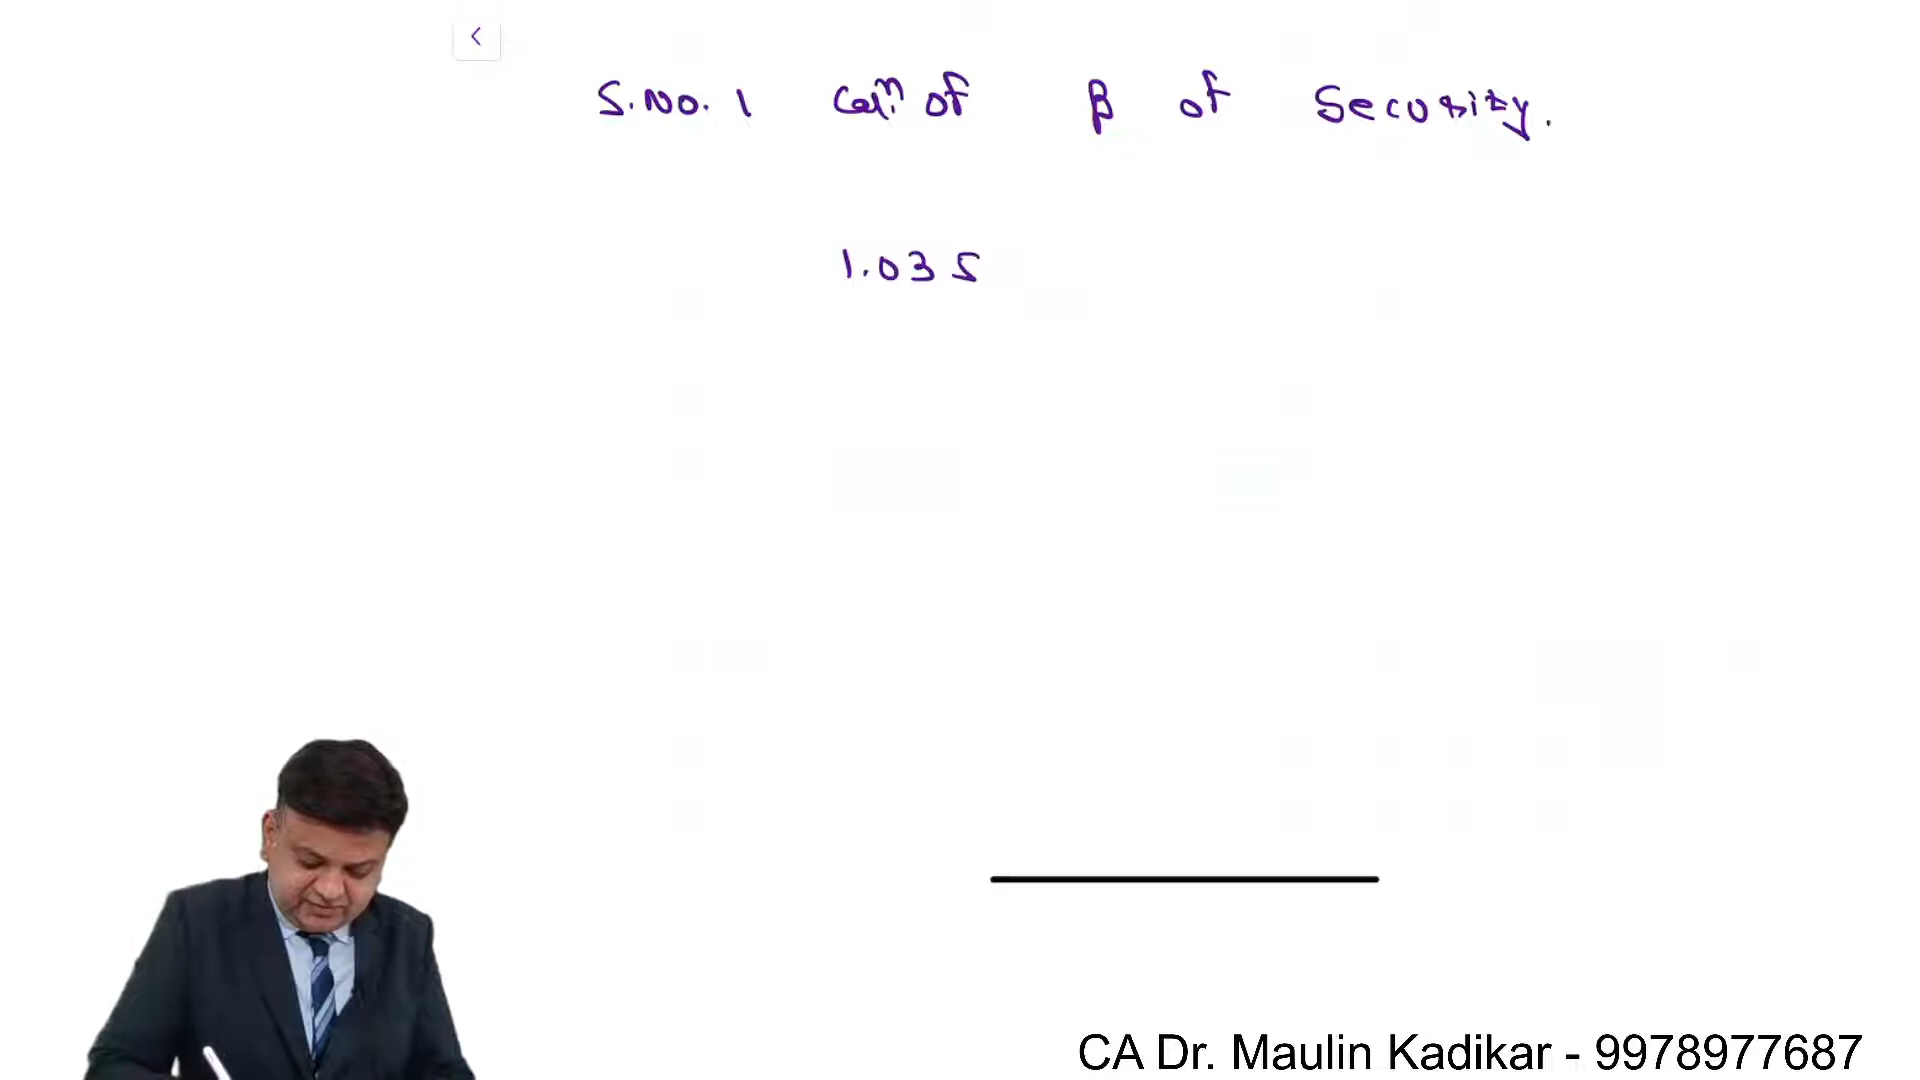 S.No. 1 Caln. of β of Security.
1.035
CA Dr. Maulin Kadikar - 9978977687